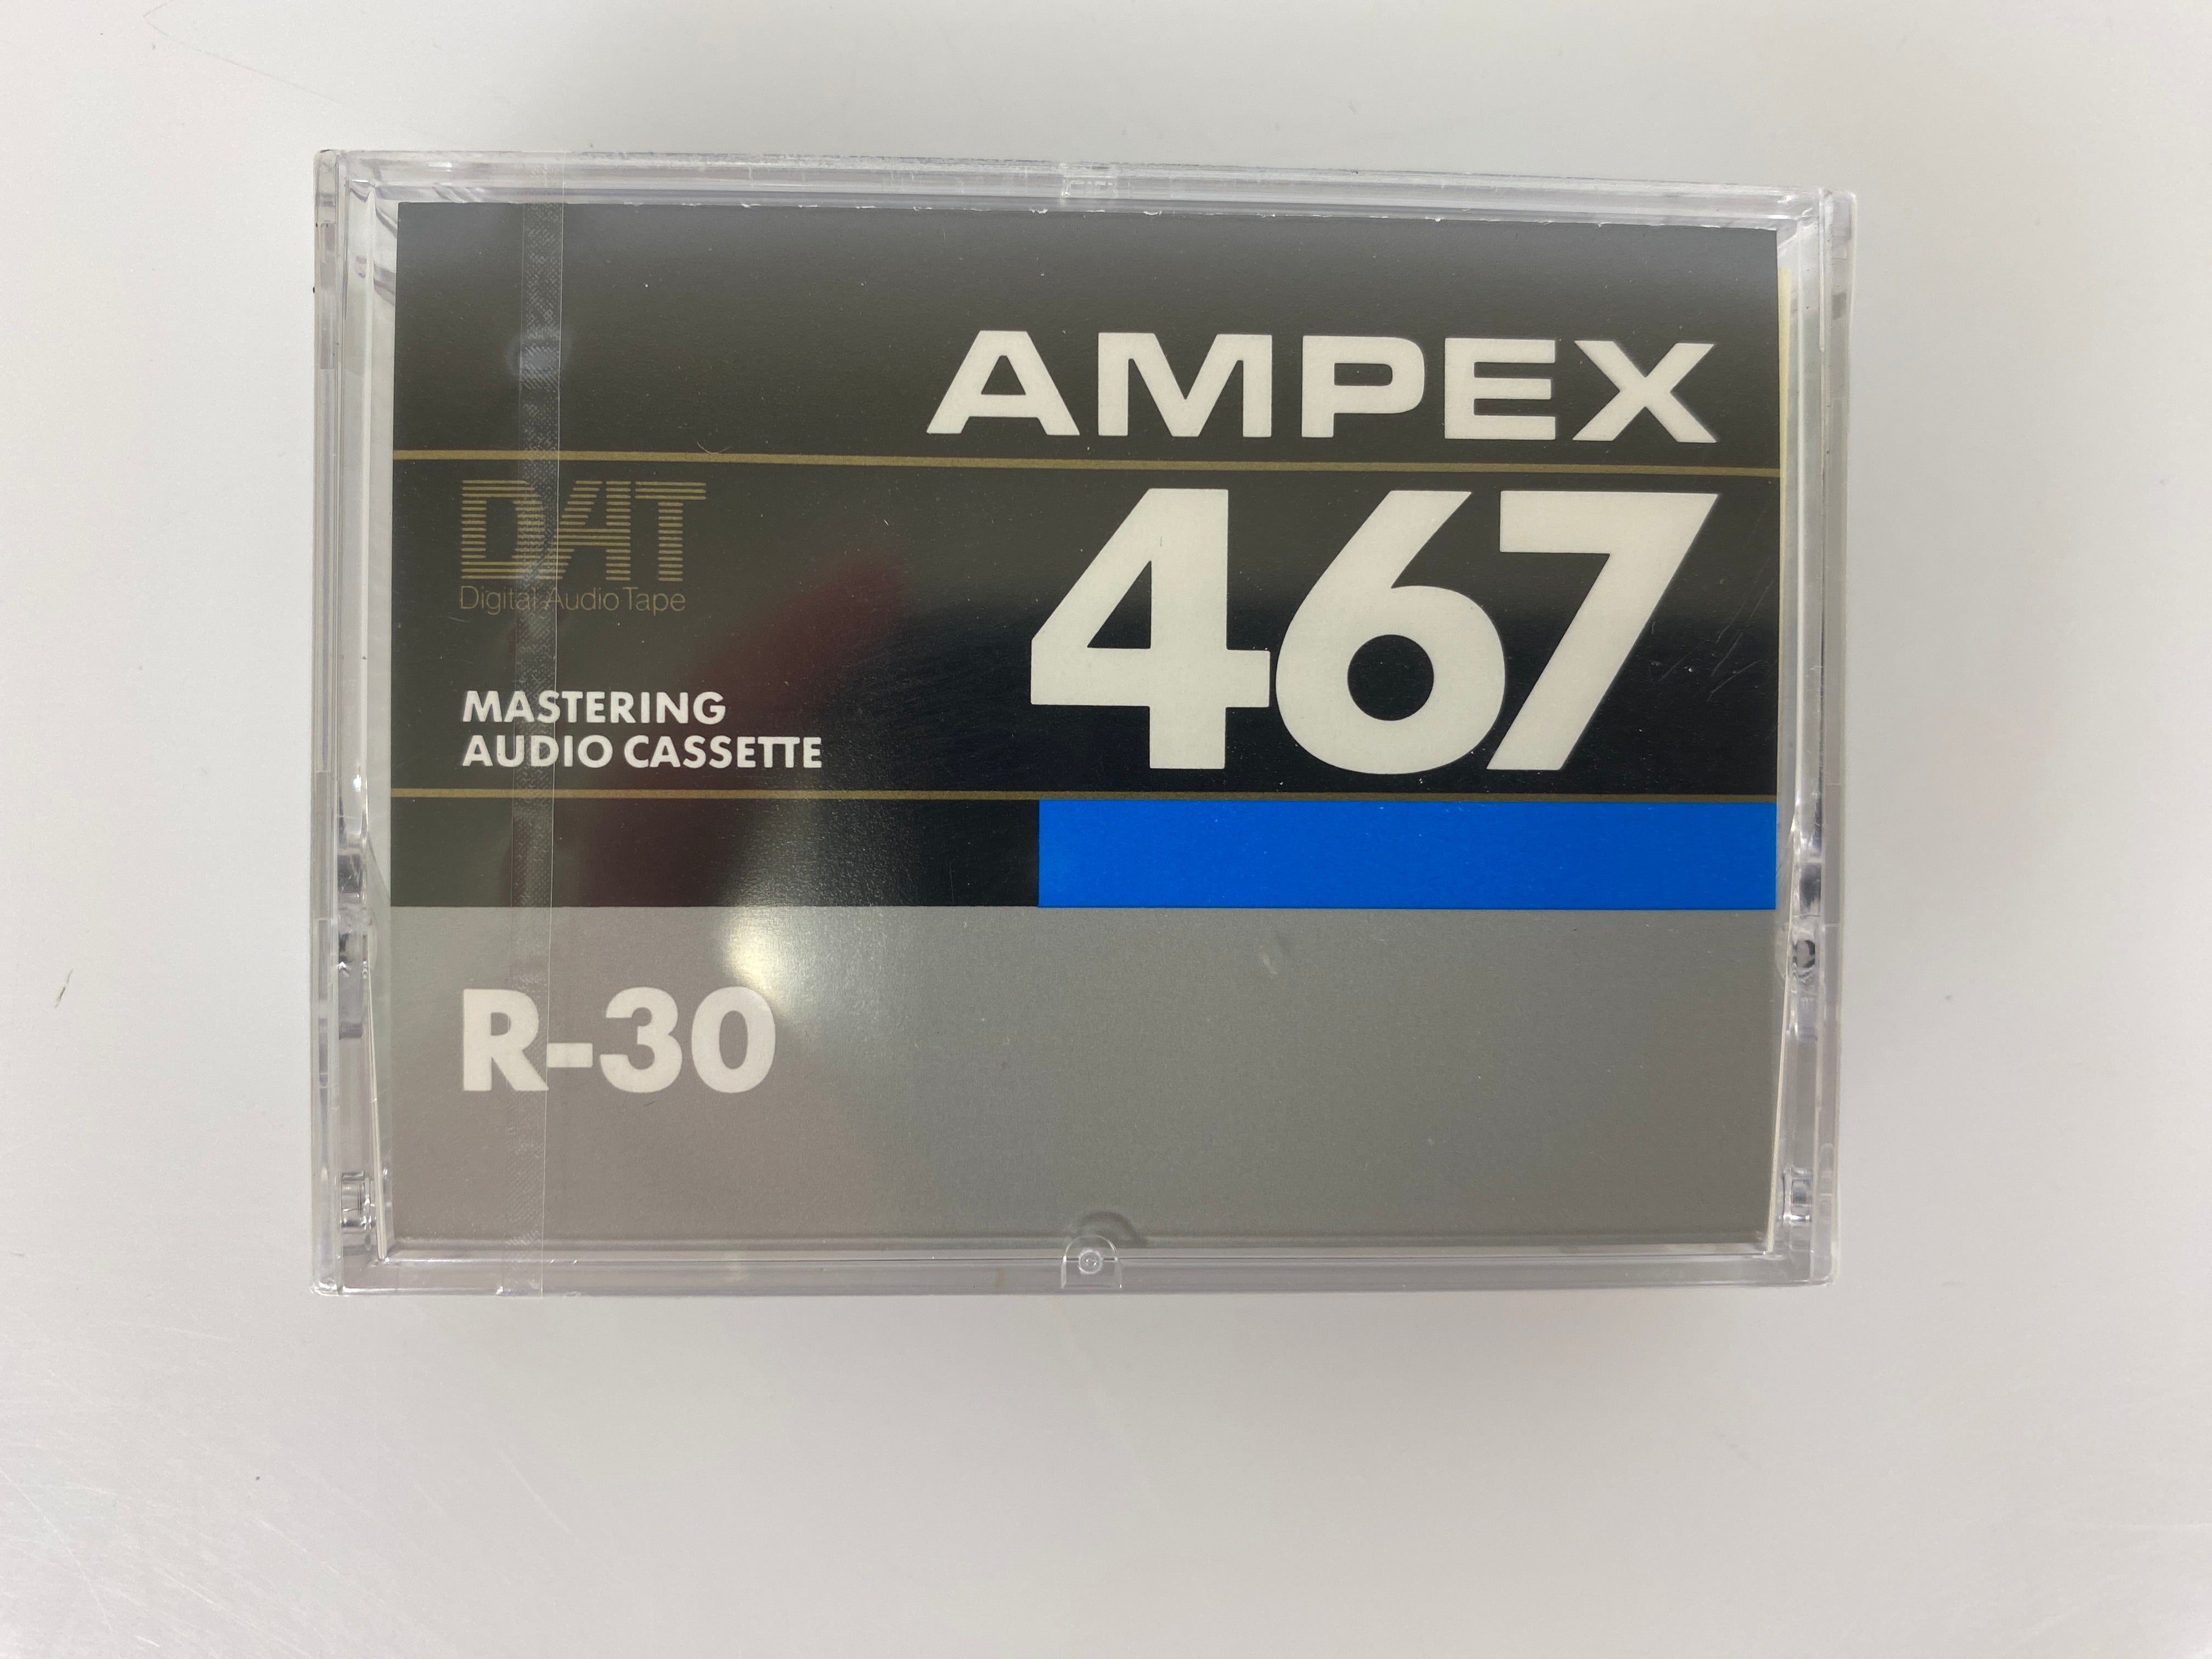 AMPEX
DAT
Digital Audio Tape
467
MASTERING
AUDIO CASSETTE
R-30